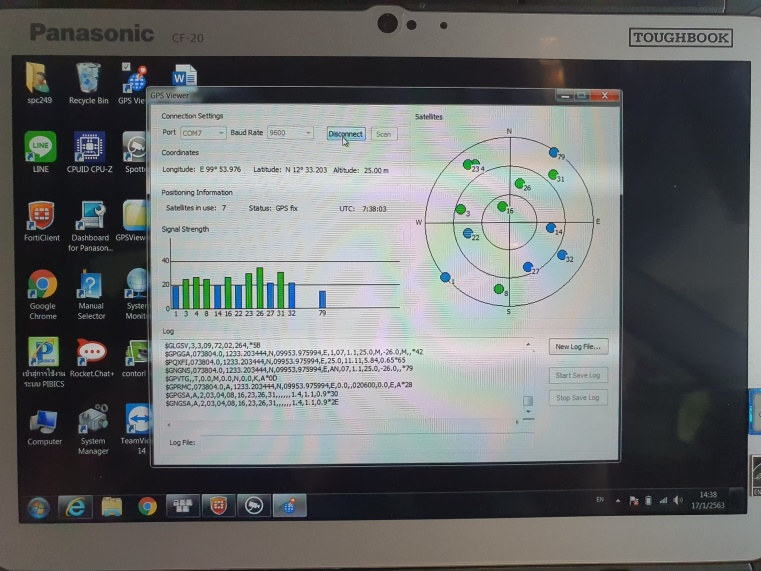 Panasonic CF-20
TOUGHBOOK
spc249
Recycle Bin
GPS Vie
LINE
CPUID CPU-Z
Spott
FortiClient
Dashboard
for Panason...
GPSView
Google
Chrome
Manual
Selector
System
Monit
เข้าสู่การใช้งาน
ระบบ PIBICS
Rocket.Chat+
contorl
Computer
System
Manager
TeamVi
14
GPS Viewer
Connection Settings
Port COM7 Baud Rate 9600 Disconnect Scan
Coordinates
Longitude: E 99° 53.976 Latitude: N 12° 33.203 Altitude: 25.00 m
Positioning Information
Satellites in use: 7 Status: GPS fix UTC: 7:38:03
Signal Strength
40
20
0
1 3 4 8 14 16 22 23 26 27 31 32 79
Satellites
N
79
23 4
31
26
3
16
W
E
14
22
32
27
1
8
S
Log
$GLGSV,3,3,09,72,02,264,*5B
$GPGGA,073804.0,1233.203444,N,09953.975994,E,1,07,1.1,25.0,M,-26.0,M,,*42
$PQXFI,073804.0,1233.203444,N,09953.975994,E,25.0,11.11,5.84,0.65*65
$GNGNS,073804.0,1233.203444,N,09953.975994,E,AN,07,1.1,25.0,-26.0,,*79
$GPVTG,,T,0.0,M,0.0,N,0.0,K,A*0D
$GPRMC,073804.0,A,1233.203444,N,09953.975994,E,0.0,,020600,0.0,E,A*28
$GPGSA,A,2,03,04,08,16,23,26,31,,,,,,1.4,1.1,0.9*30
$GNGSA,A,2,03,04,08,16,23,26,31,,,,,,1.4,1.1,0.9*2E
New Log File...
Start Save Log
Stop Save Log
Log File:
EN
14:38
17/1/2563